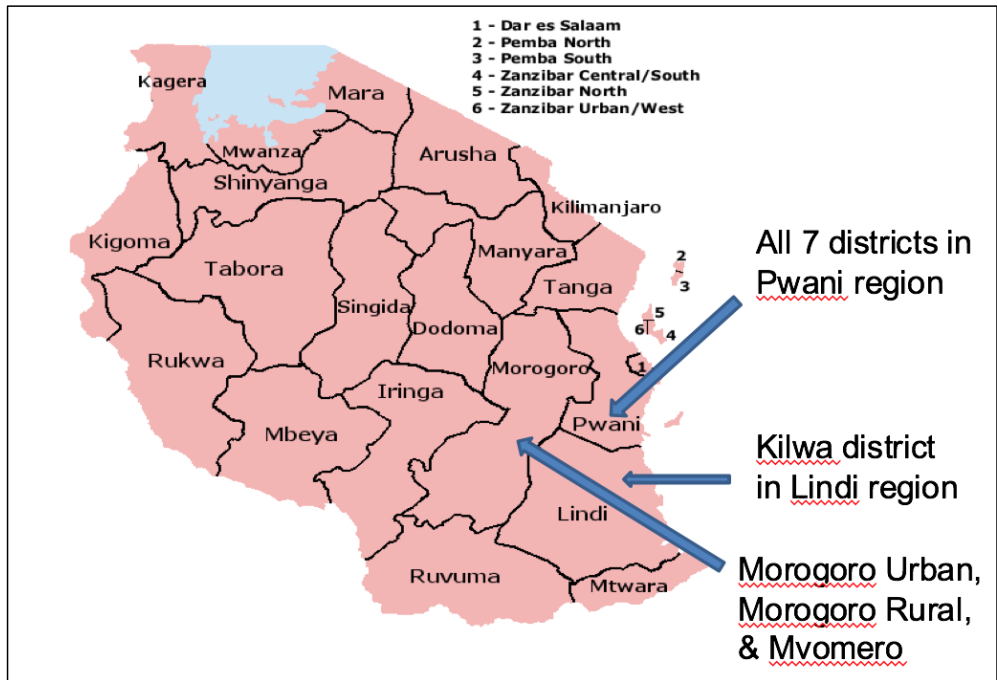 1 - Dar es Salaam
2 - Pemba North
3 - Pemba South
4 - Zanzibar Central/South
5 - Zanzibar North
6 - Zanzibar Urban/West
Kagera
Mara
Mwanza
Arusha
Shinyanga
Kilimanjaro
Kigoma
Manyara
Tabora
Tanga
Singida
Dodoma
2
3
5
6
4
1
Rukwa
Morogoro
Iringa
Mbeya
Pwani
Lindi
Ruvuma
Mtwara
All 7 districts in
Pwani region
Kilwa district
in Lindi region
Morogoro Urban,
Morogoro Rural,
& Mvomero